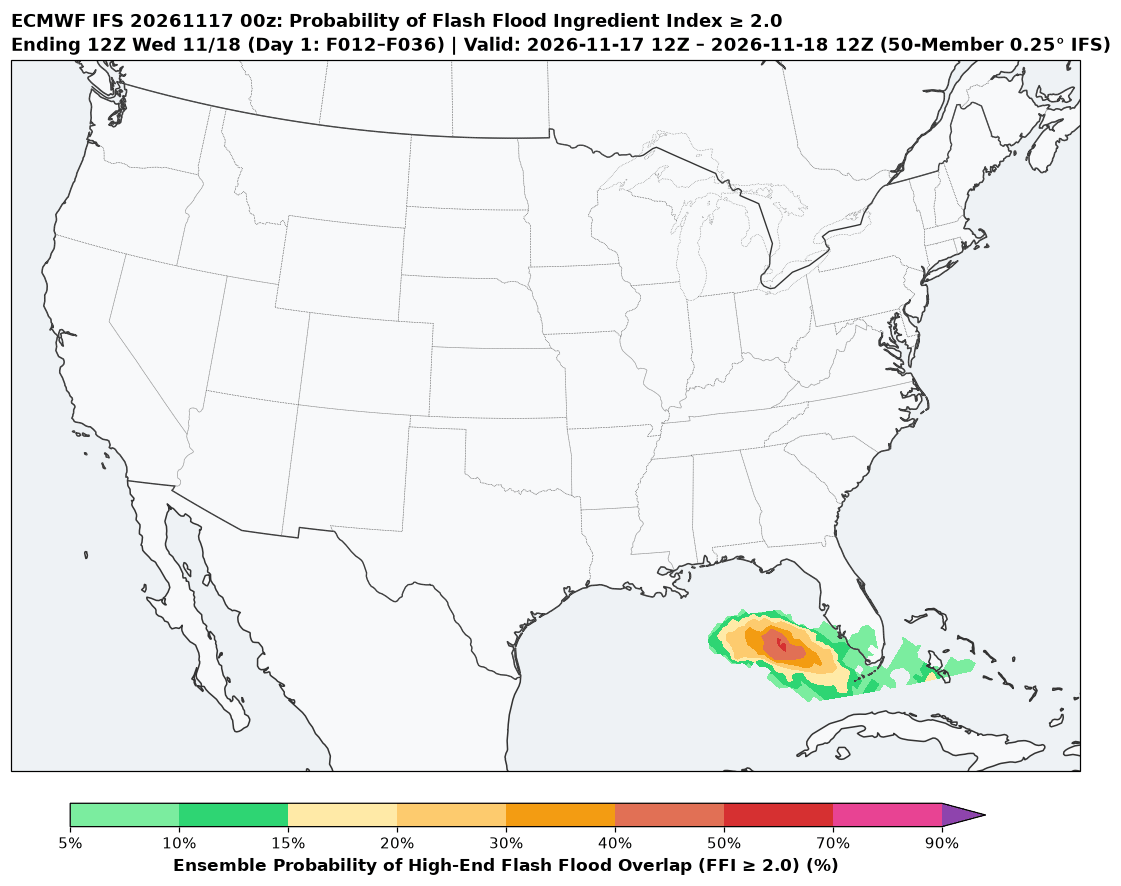 ECMWF IFS 20261117 00z: Probability of Flash Flood Ingredient Index ≥ 2.0
Ending 12Z Wed 11/18 (Day 1: F012–F036) | Valid: 2026-11-17 12Z – 2026-11-18 12Z (50-Member 0.25° IFS)
5% 10% 15% 20% 30% 40% 50% 70% 90%
Ensemble Probability of High-End Flash Flood Overlap (FFI ≥ 2.0) (%)